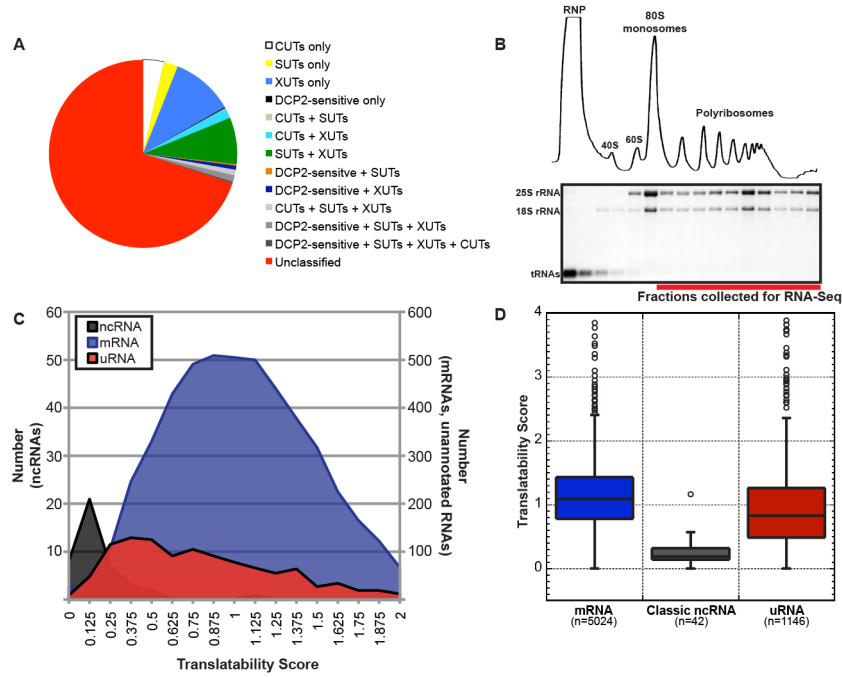 A
CUTs only
SUTs only
XUTs only
DCP2-sensitive only
CUTs + SUTs
CUTs + XUTs
SUTs + XUTs
DCP2-sensitive + SUTs
DCP2-sensitive + XUTs
CUTs + SUTs + XUTs
DCP2-sensitive + SUTs + XUTs
DCP2-sensitive + SUTs + XUTs + CUTs
Unclassified
B
RNP
80S
monosomes
40S
60S
Polyribosomes
25S rRNA
18S rRNA
tRNAs
Fractions collected for RNA-Seq
C
ncRNA
mRNA
uRNA
60
50
40
30
20
10
Number
(ncRNAs)
600
500
400
300
200
100
Number
(mRNAs, unannotated RNAs)
0
0.125
0.25
0.375
0.5
0.625
0.75
0.875
1
1.125
1.25
1.375
1.5
1.625
1.75
1.875
2
Translatability Score
D
Translatability Score
4
3
2
1
0
mRNA
(n=5024)
Classic ncRNA
(n=42)
uRNA
(n=1146)